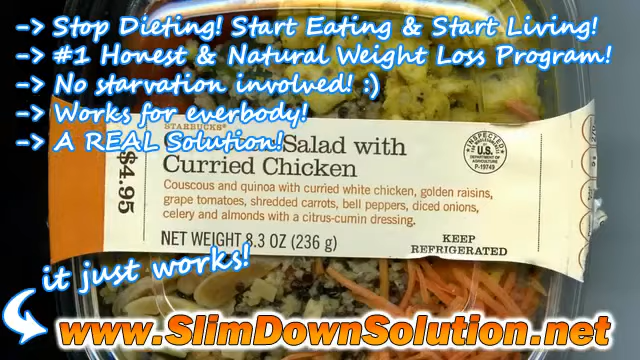 -> Stop Dieting! Start Eating & Start Living!
-> #1 Honest & Natural Weight Loss Program!
-> No starvation involved! :)
-> Works for everbody!
-> A REAL Solution!
STARBUCKS®
Salad with
Curried Chicken
$4.95
Couscous and quinoa with curried white chicken, golden raisins,
grape tomatoes, shredded carrots, bell peppers, diced onions,
celery and almonds with a citrus-cumin dressing.
INSPECTED
U.S.
DEPARTMENT OF
AGRICULTURE
P-19749
NET WEIGHT 8.3 OZ (236 g)
KEEP
REFRIGERATED
it just works!
www.SlimDownSolution.net